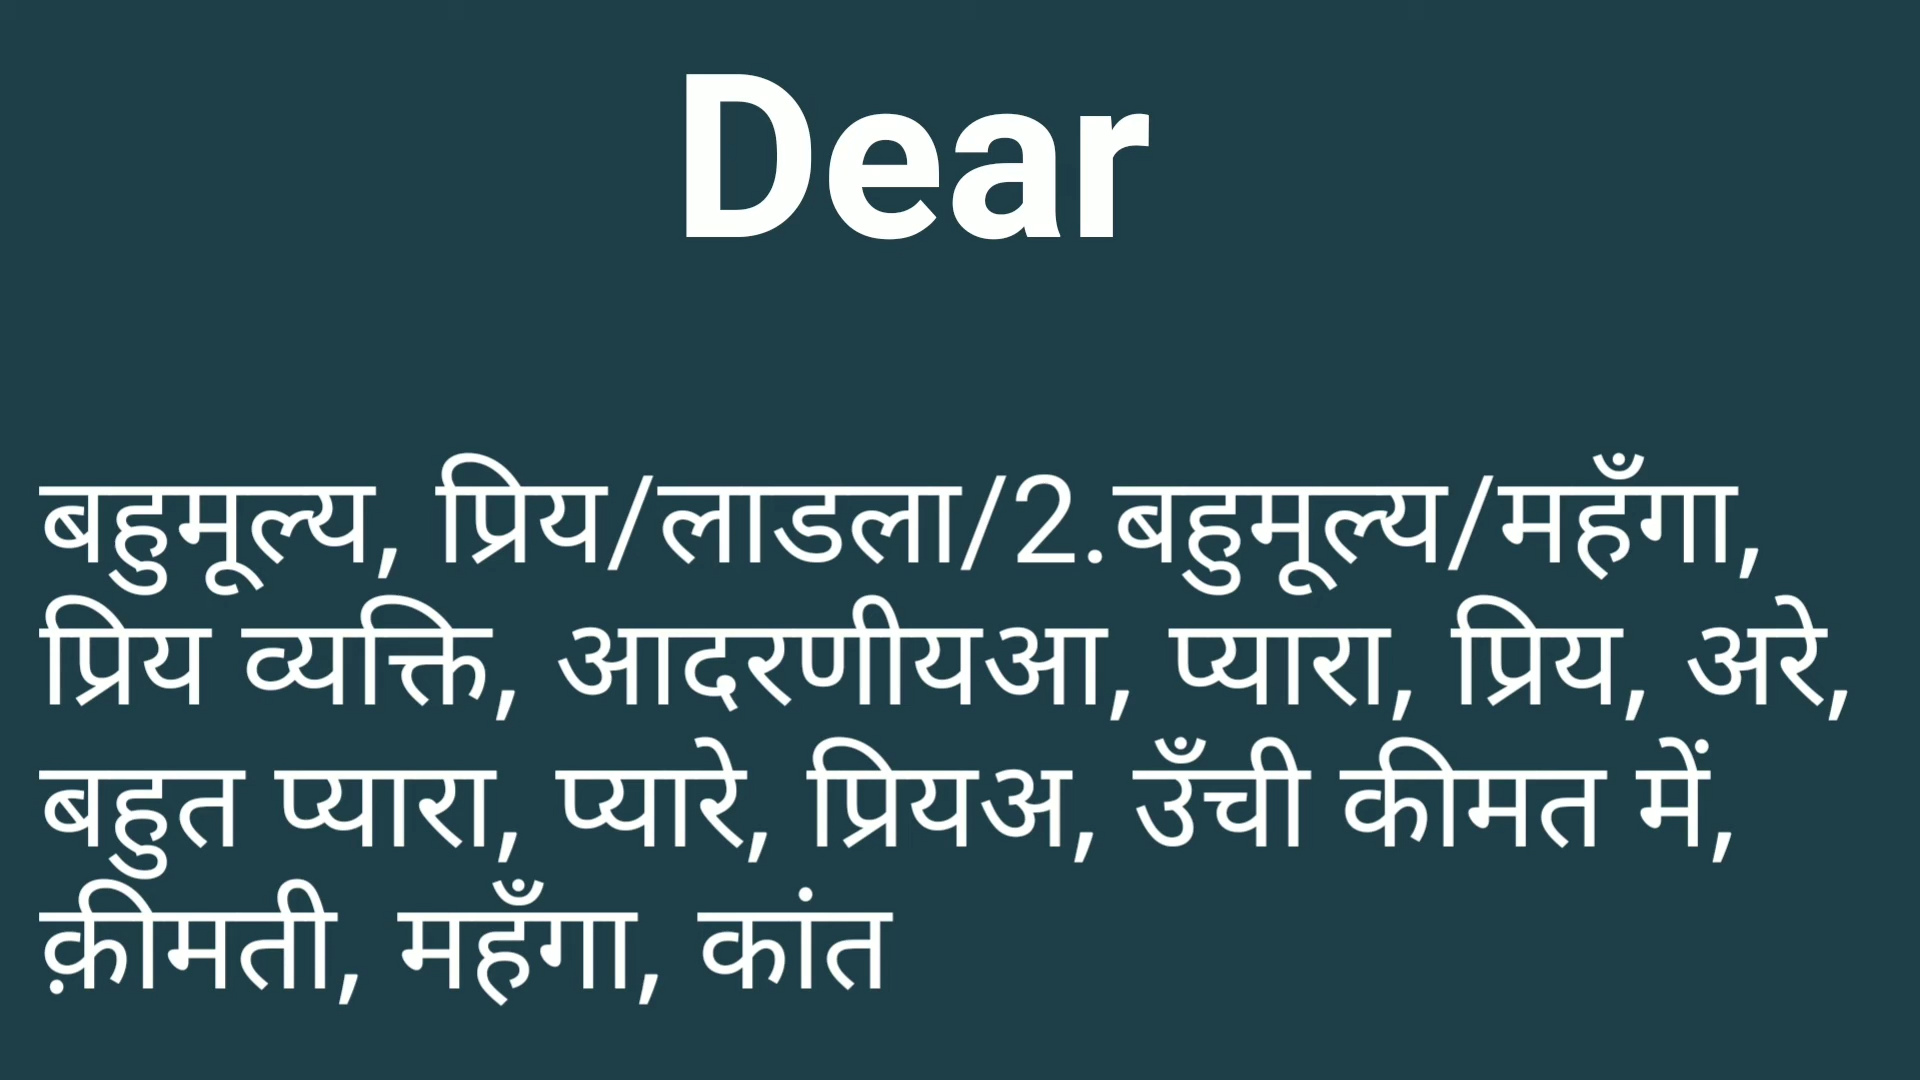 Dear
बहुमूल्य, प्रिय/लाडला/2.बहुमूल्य/महँगा,
प्रिय व्यक्ति, आदरणीयआ, प्यारा, प्रिय, अरे,
बहुत प्यारा, प्यारे, प्रियअ, उँची कीमत में,
क़ीमती, महँगा, कांत